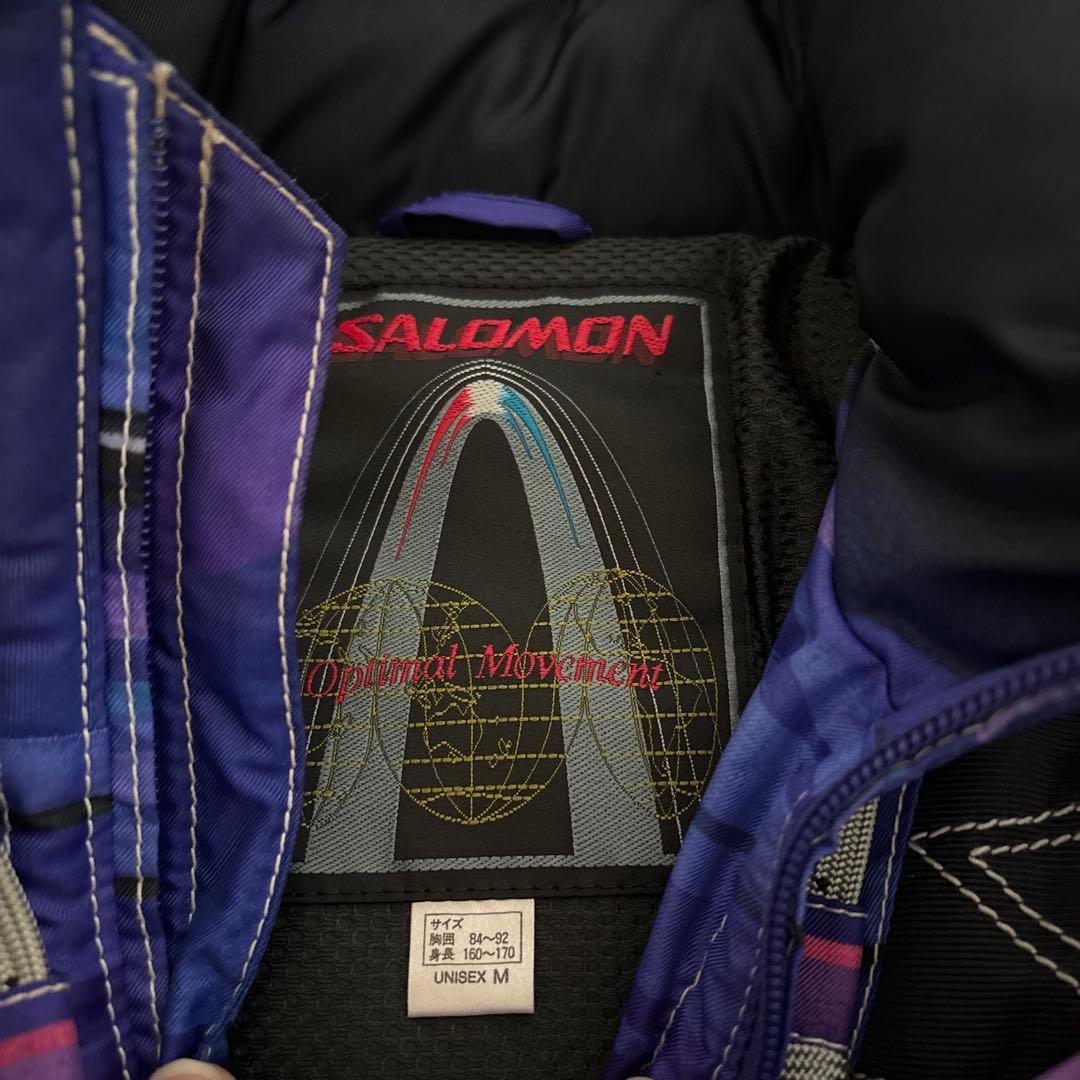 SALOMON
Optimal Movement
サイズ
胸囲 84～92
身長 160～170
UNISEX M